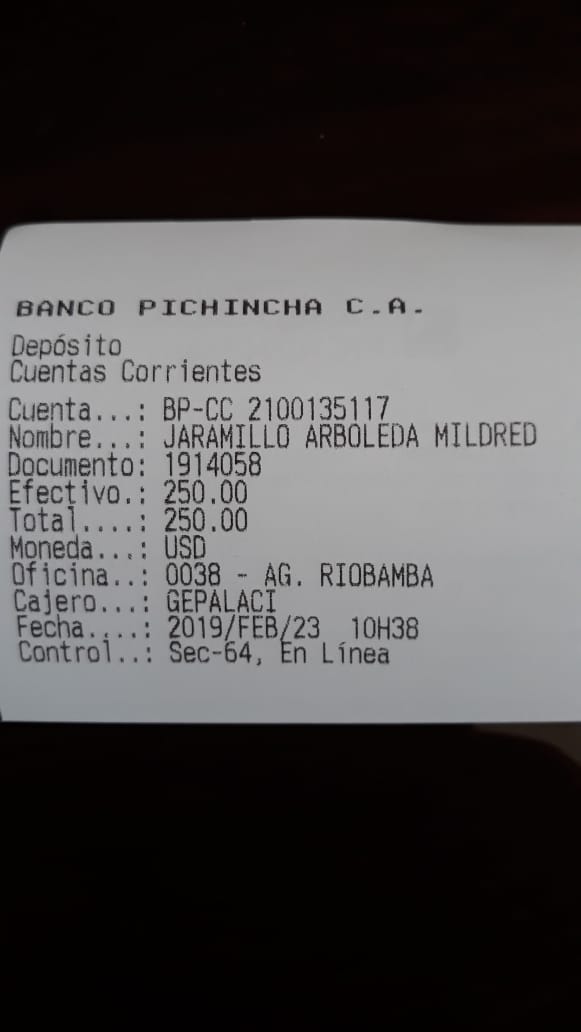 BANCO PICHINCHA C.A.
Depósito
Cuentas Corrientes
Cuenta...: BP-CC 2100135117
Nombre...: JARAMILLO ARBOLEDA MILDRED
Documento: 1914058
Efectivo.: 250.00
Total....: 250.00
Moneda...: USD
Oficina..: 0038 - AG. RIOBAMBA
Cajero...: GEPALACI
Fecha....: 2019/FEB/23 10H38
Control..: Sec-64, En Línea